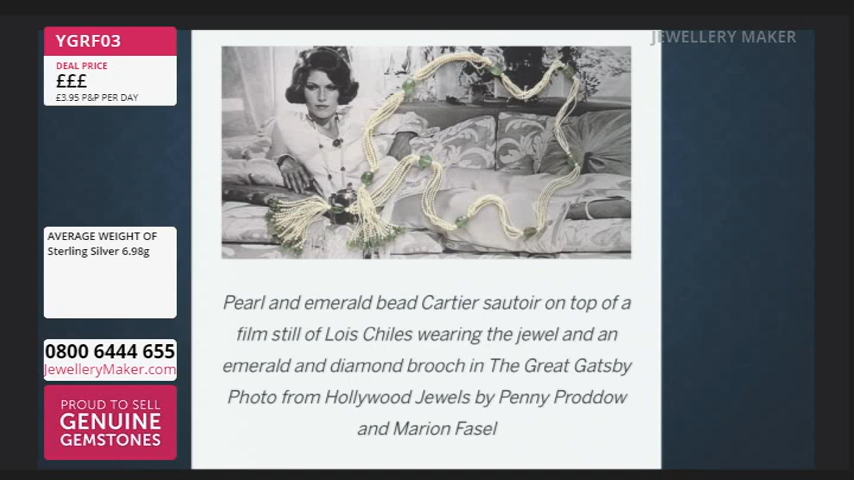 YGRF03
DEAL PRICE
£££
£3.95 P&P PER DAY
AVERAGE WEIGHT OF
Sterling Silver 6.98g
0800 6444 655
JewelleryMaker.com
PROUD TO SELL
GENUINE
GEMSTONES
JEWELLERY MAKER
Pearl and emerald bead Cartier sautoir on top of a
film still of Lois Chiles wearing the jewel and an
emerald and diamond brooch in The Great Gatsby
Photo from Hollywood Jewels by Penny Proddow
and Marion Fasel